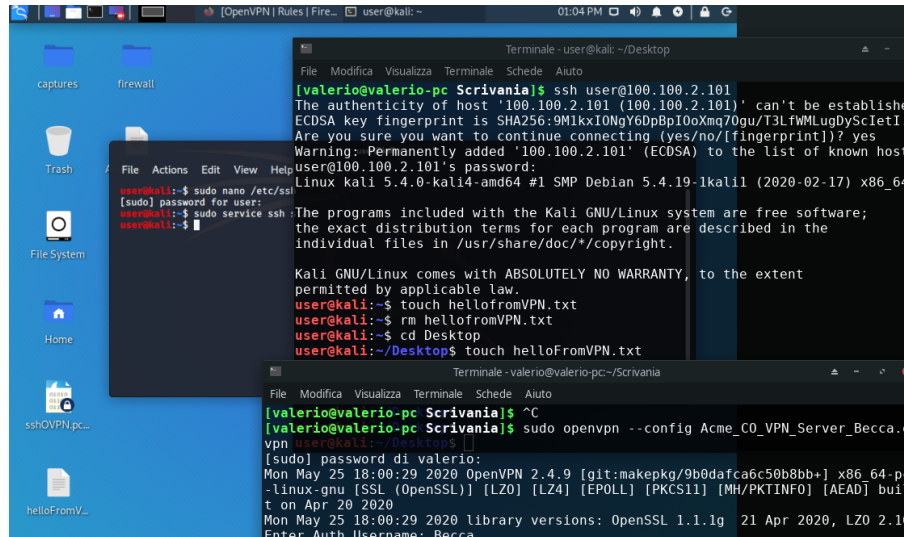 [OpenVPN | Rules | Fire...
user@kali: ~
01:04 PM
captures
firewall
Trash
File System
Home
sshOVPN.pc...
helloFromV...
File Actions Edit View Help
user@kali:~$ sudo nano /etc/ssh
[sudo] password for user:
user@kali:~$ sudo service ssh
user@kali:~$
Terminale - user@kali: ~/Desktop
File Modifica Visualizza Terminale Schede Aiuto
[valerio@valerio-pc Scrivania]$ ssh user@100.100.2.101
The authenticity of host '100.100.2.101 (100.100.2.101)' can't be establishe
ECDSA key fingerprint is SHA256:9M1kxIONgY6DpBpIOoXmq7Ogu/T3LfWMLugDyScIetI
Are you sure you want to continue connecting (yes/no/[fingerprint])? yes
Warning: Permanently added '100.100.2.101' (ECDSA) to the list of known host
user@100.100.2.101's password:
Linux kali 5.4.0-kali4-amd64 #1 SMP Debian 5.4.19-1kali1 (2020-02-17) x86_64
The programs included with the Kali GNU/Linux system are free software;
the exact distribution terms for each program are described in the
individual files in /usr/share/doc/*/copyright.
Kali GNU/Linux comes with ABSOLUTELY NO WARRANTY, to the extent
permitted by applicable law.
user@kali:~$ touch hellofromVPN.txt
user@kali:~$ rm hellofromVPN.txt
user@kali:~$ cd Desktop
user@kali:~/Desktop$ touch helloFromVPN.txt
Terminale - valerio@valerio-pc:~/Scrivania
File Modifica Visualizza Terminale Schede Aiuto
[valerio@valerio-pc Scrivania]$ ^C
[valerio@valerio-pc Scrivania]$ sudo openvpn --config Acme_CO_VPN_Server_Becca.
vpn user@kali:~/Desktop$
[sudo] password di valerio:
Mon May 25 18:00:29 2020 OpenVPN 2.4.9 [git:makepkg/9b0dafca6c50b8bb+] x86_64-p
-linux-gnu [SSL (OpenSSL)] [LZO] [LZ4] [EPOLL] [PKCS11] [MH/PKTINFO] [AEAD] bui
t on Apr 20 2020
Mon May 25 18:00:29 2020 library versions: OpenSSL 1.1.1g 21 Apr 2020, LZO 2.10
Enter Auth Username: Becca